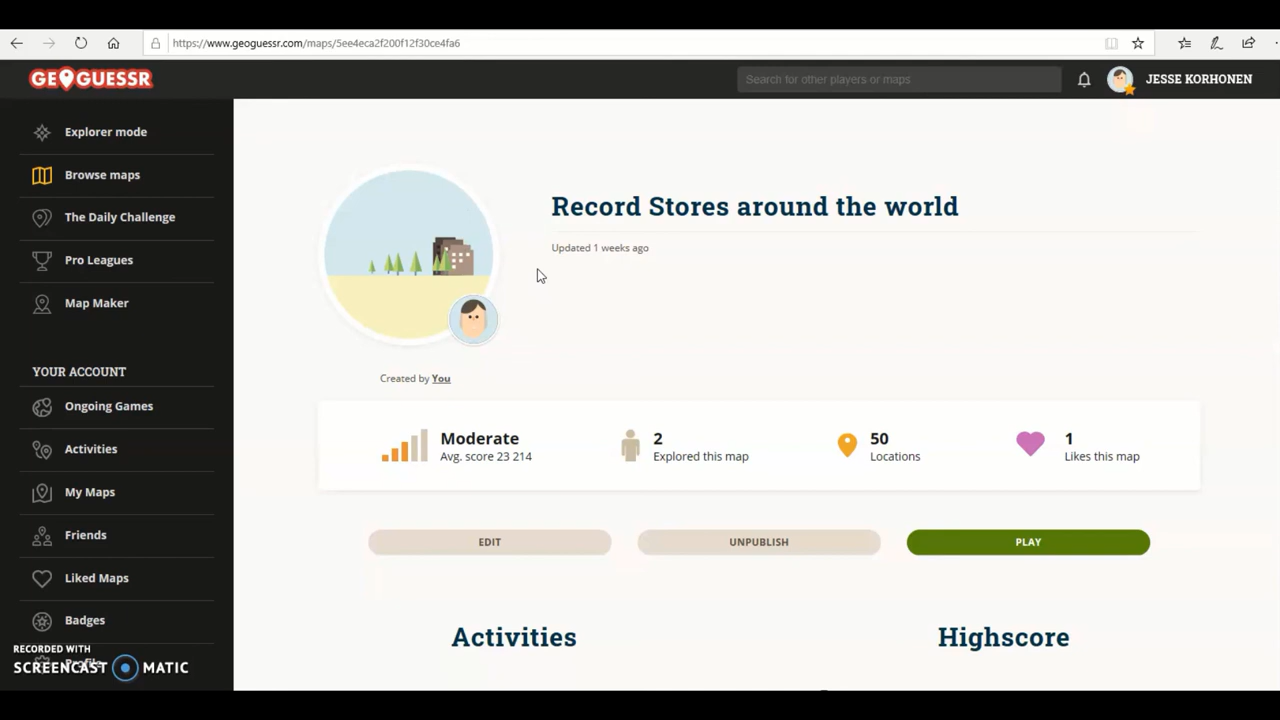 https://www.geoguessr.com/maps/5ee4eca2f200f12f30ce4fa6
GEOGUESSR
Search for other players or maps
JESSE KORHONEN
Explorer mode
Browse maps
The Daily Challenge
Pro Leagues
Map Maker
YOUR ACCOUNT
Ongoing Games
Activities
My Maps
Friends
Liked Maps
Badges
Profile
RECORDED WITH
SCREENCAST MATIC
Record Stores around the world
Updated 1 weeks ago
Created by You
Moderate
Avg. score 23 214
2
Explored this map
50
Locations
1
Likes this map
EDIT
UNPUBLISH
PLAY
Activities
Highscore